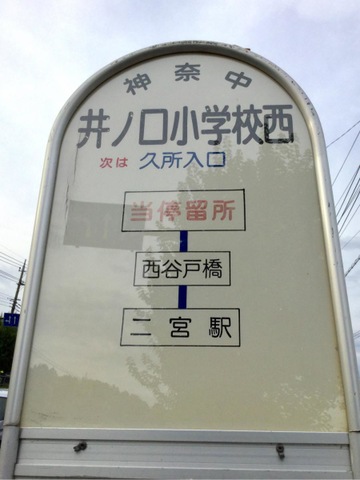 神奈中
井ノ口小学校西
次は 久所入口
当停留所
西谷戸橋
二宮駅